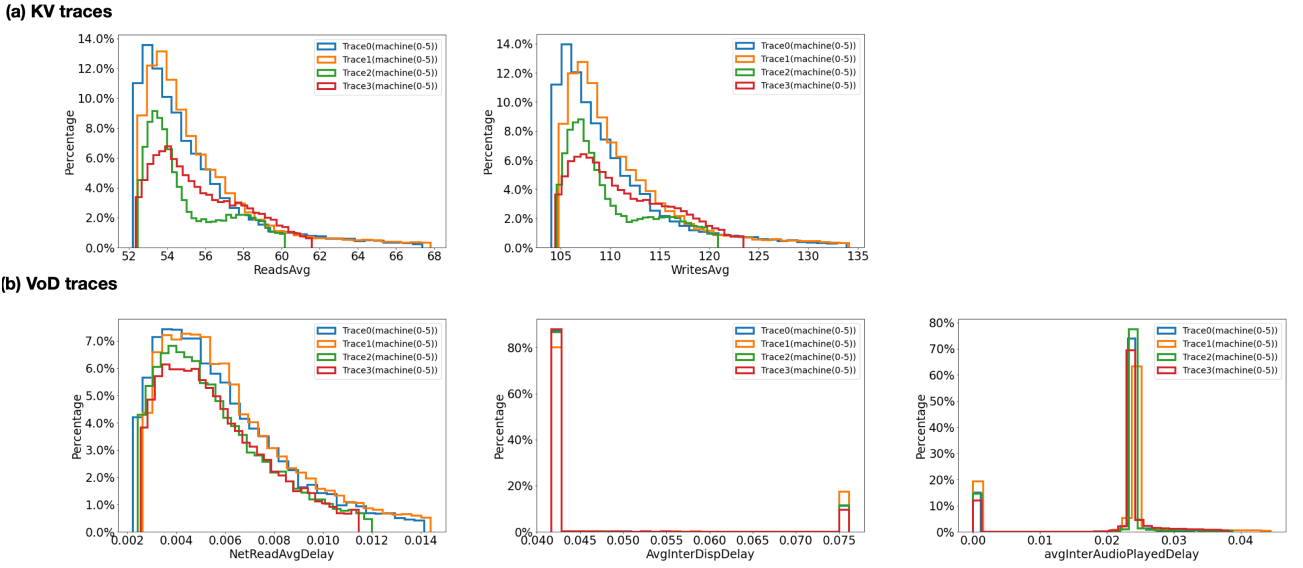 (a) KV traces
14.0%
12.0%
10.0%
8.0%
6.0%
4.0%
2.0%
0.0%
Percentage
52 54 56 58 60 62 64 66 68
ReadsAvg
Trace0(machine(0-5))
Trace1(machine(0-5))
Trace2(machine(0-5))
Trace3(machine(0-5))
14.0%
12.0%
10.0%
8.0%
6.0%
4.0%
2.0%
0.0%
Percentage
105 110 115 120 125 130 135
WritesAvg
Trace0(machine(0-5))
Trace1(machine(0-5))
Trace2(machine(0-5))
Trace3(machine(0-5))
(b) VoD traces
7.0%
6.0%
5.0%
4.0%
3.0%
2.0%
1.0%
0.0%
Percentage
0.002 0.004 0.006 0.008 0.010 0.012 0.014
NetReadAvgDelay
Trace0(machine(0-5))
Trace1(machine(0-5))
Trace2(machine(0-5))
Trace3(machine(0-5))
80%
60%
40%
20%
0%
Percentage
0.040 0.045 0.050 0.055 0.060 0.065 0.070 0.075
AvgInterDispDelay
Trace0(machine(0-5))
Trace1(machine(0-5))
Trace2(machine(0-5))
Trace3(machine(0-5))
80%
70%
60%
50%
40%
30%
20%
10%
0%
Percentage
0.00 0.01 0.02 0.03 0.04
avgInterAudioPlayedDelay
Trace0(machine(0-5))
Trace1(machine(0-5))
Trace2(machine(0-5))
Trace3(machine(0-5))